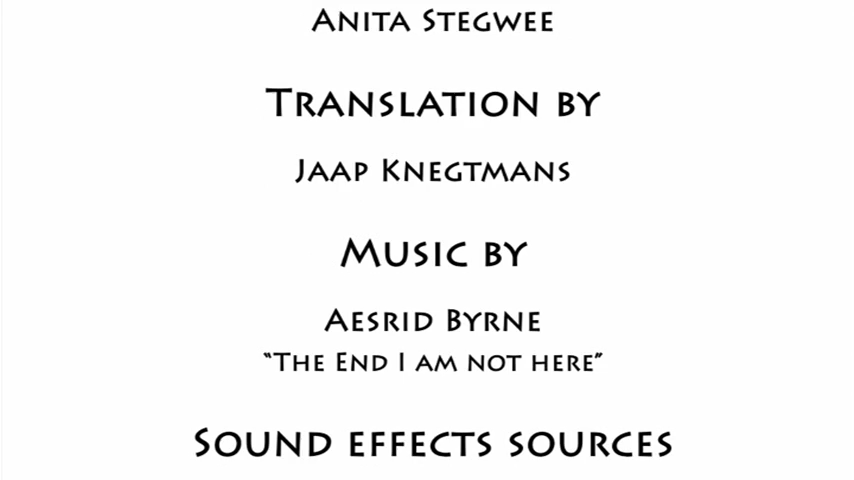 Anita Stegwee
Translation by
Jaap Knegtmans
Music by
Aesrid Byrne
“The End I am not here”
Sound effects sources